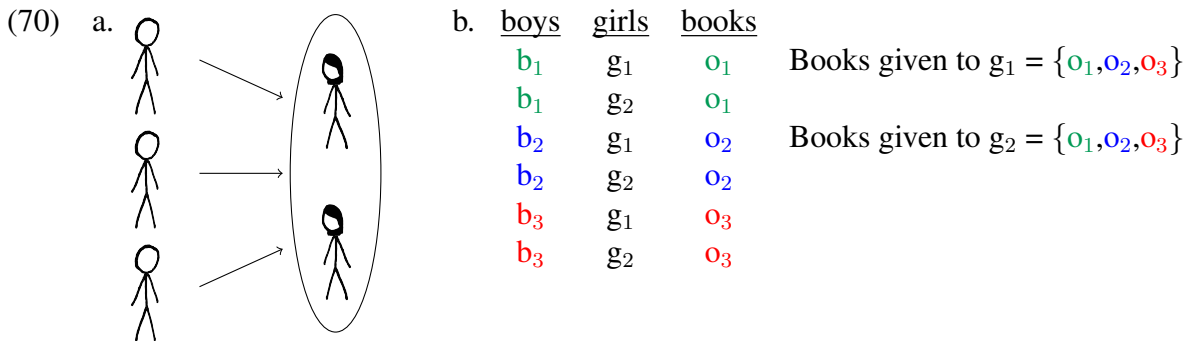 (70) a. b. boys girls books
b₁ g₁ o₁ Books given to g₁ = {o₁,o₂,o₃}
b₁ g₂ o₁
b₂ g₁ o₂ Books given to g₂ = {o₁,o₂,o₃}
b₂ g₂ o₂
b₃ g₁ o₃
b₃ g₂ o₃